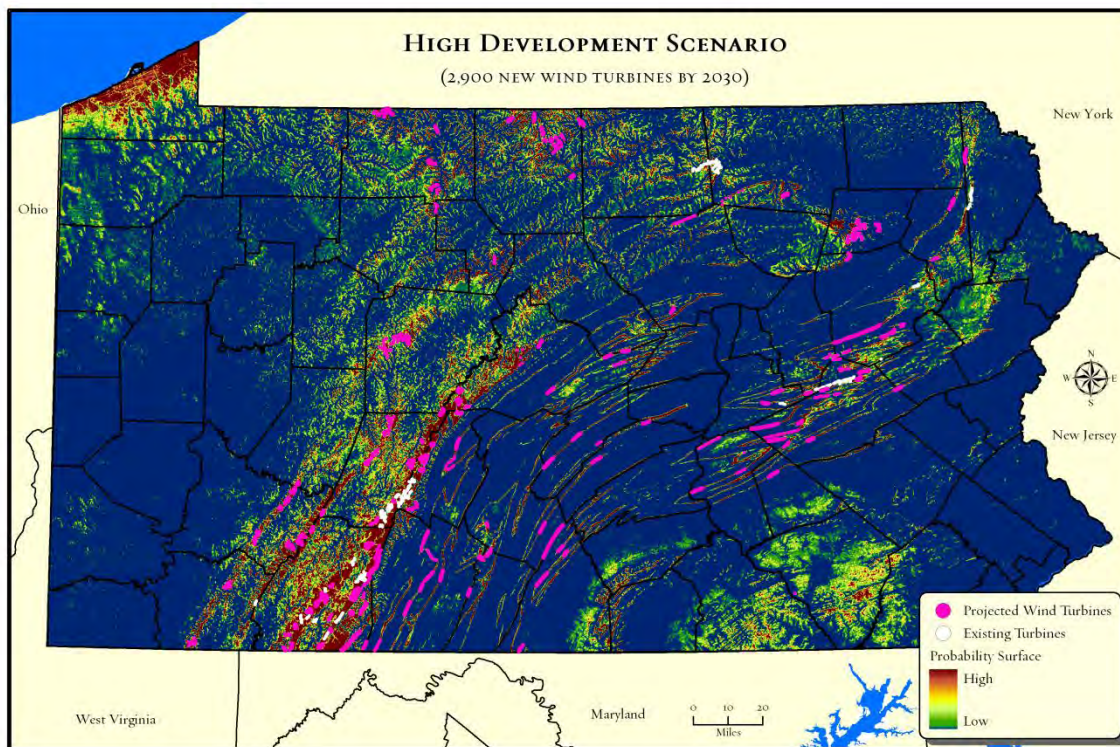 High Development Scenario
(2,900 new wind turbines by 2030)
New York
Ohio
N
W E
S
New Jersey
Projected Wind Turbines
Existing Turbines
Probability Surface
High
Low
West Virginia
Maryland
0 10 20
Miles